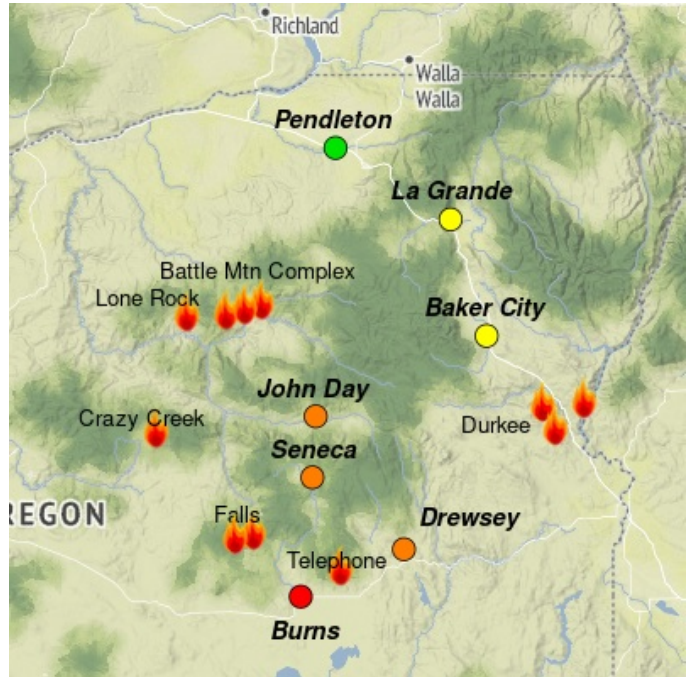 Richland
Walla
Walla
Pendleton
La Grande
Battle Mtn Complex
Lone Rock
Baker City
John Day
Crazy Creek
Durkee
Seneca
REGON
Falls
Drewsey
Telephone
Burns